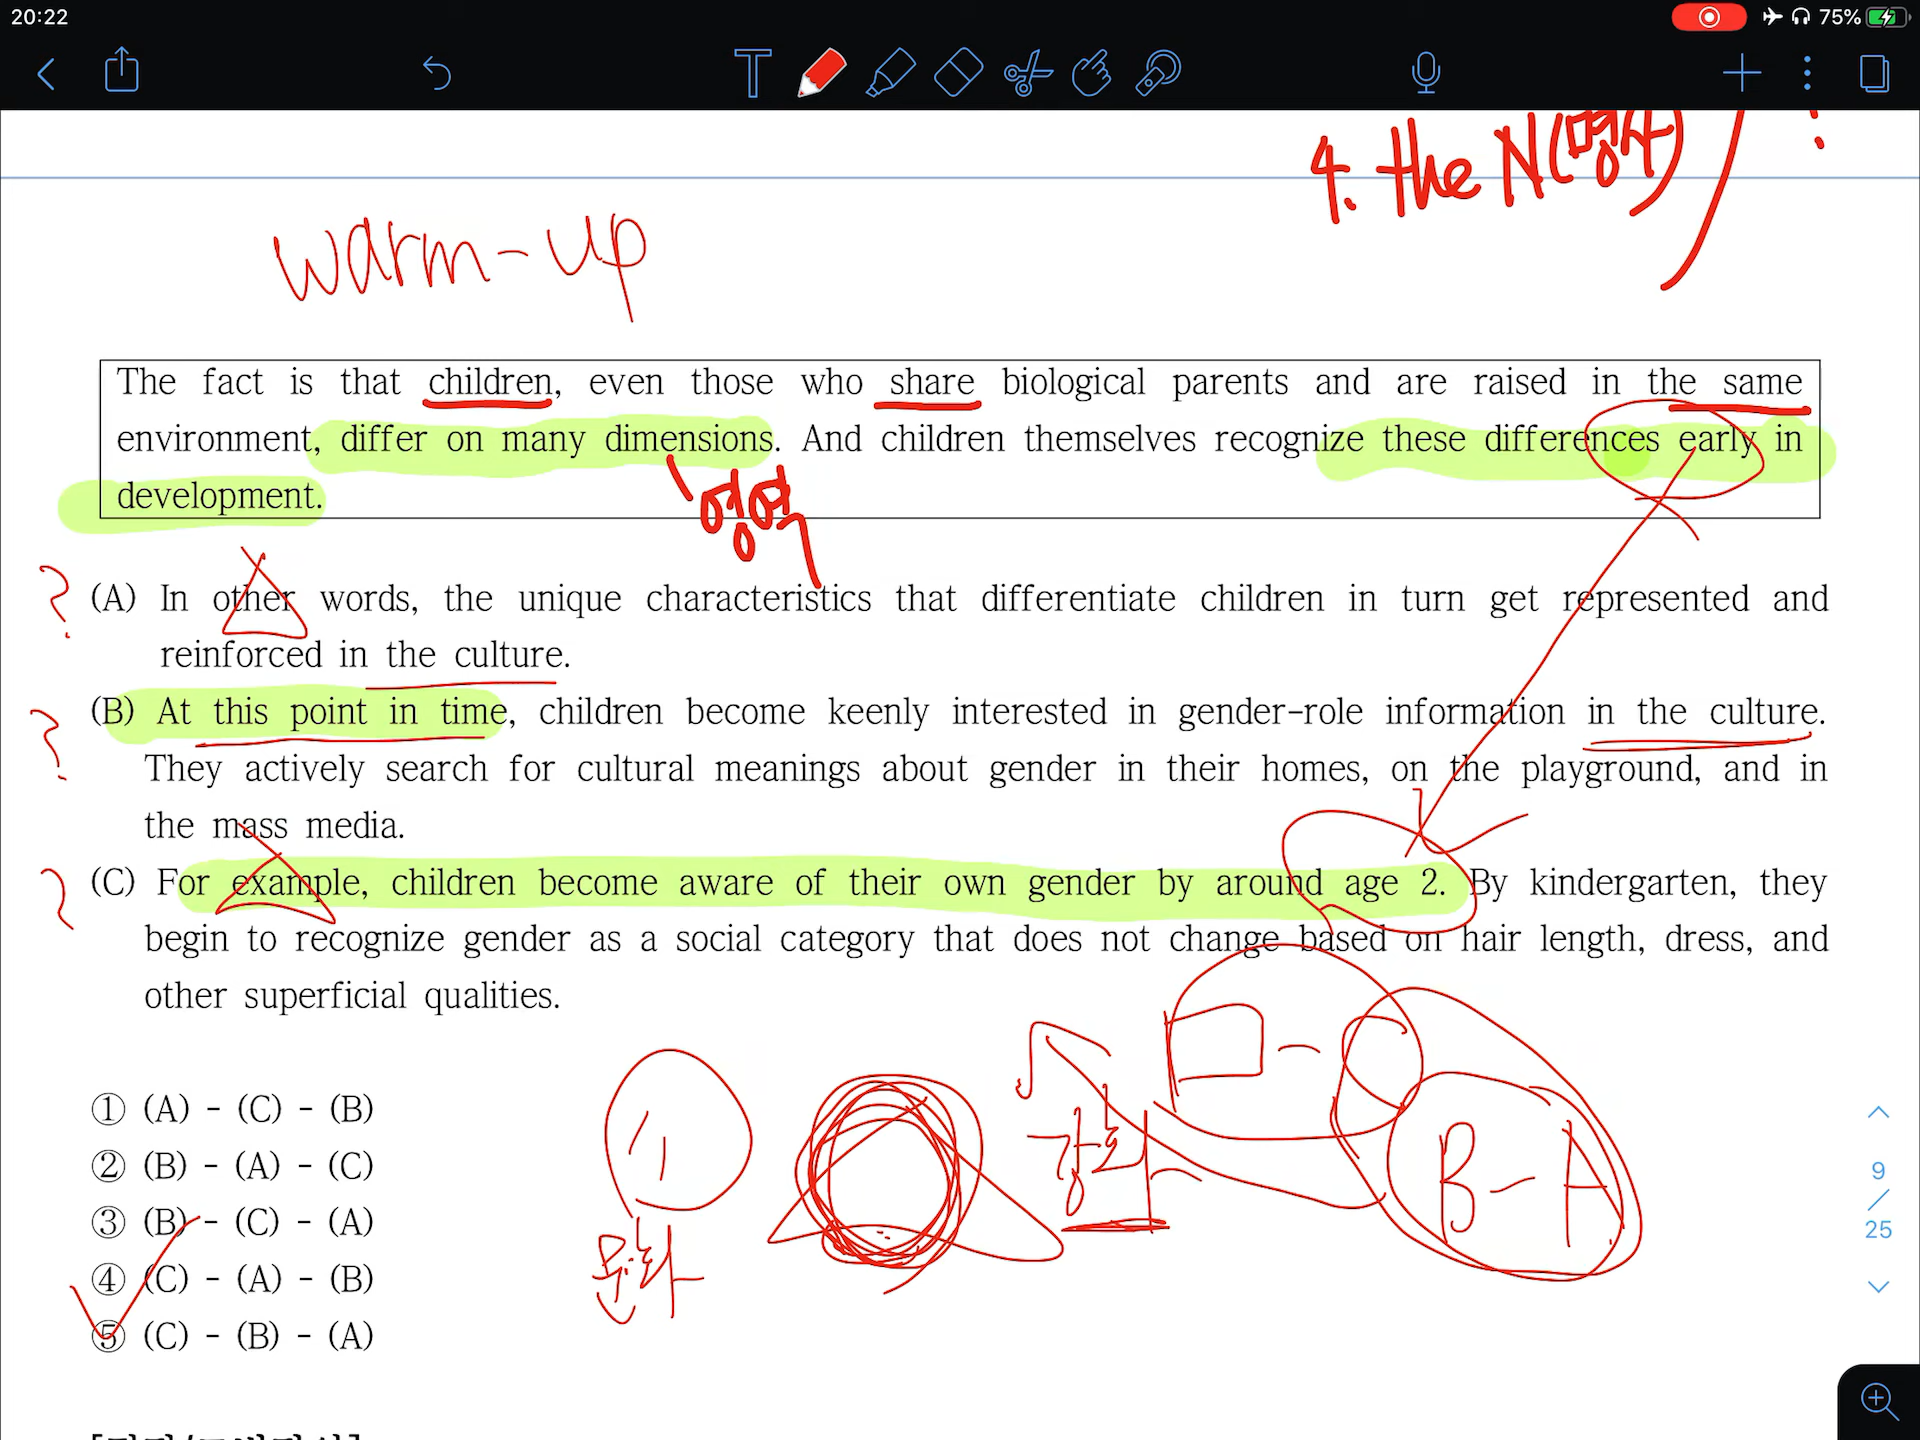 20:22
75%
4. the N(명사)
warm-up
The fact is that children, even those who share biological parents and are raised in the same
environment, differ on many dimensions. And children themselves recognize these differences early in
development.
영역
(A) In other words, the unique characteristics that differentiate children in turn get represented and
reinforced in the culture.
(B) At this point in time, children become keenly interested in gender-role information in the culture.
They actively search for cultural meanings about gender in their homes, on the playground, and in
the mass media.
(C) For example, children become aware of their own gender by around age 2. By kindergarten, they
begin to recognize gender as a social category that does not change based on hair length, dress, and
other superficial qualities.
① (A) - (C) - (B)
② (B) - (A) - (C)
③ (B) - (C) - (A)
④ (C) - (A) - (B)
⑤ (C) - (B) - (A)
문화
강화
B - A
9
/
25